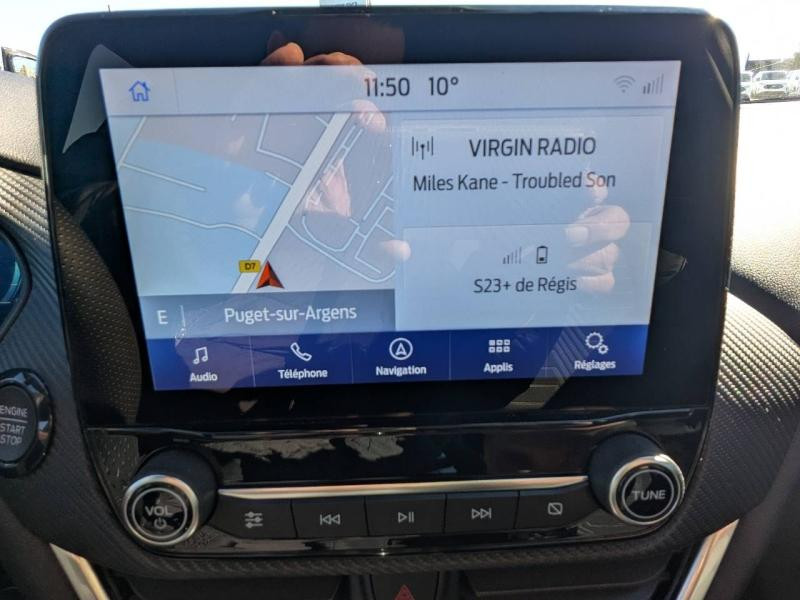 11:50 10°
VIRGIN RADIO
Miles Kane - Troubled Son
D7
S23+ de Régis
E Puget-sur-Argens
Audio Téléphone Navigation Applis Réglages
ENGINE
START
STOP
VOL
TUNE